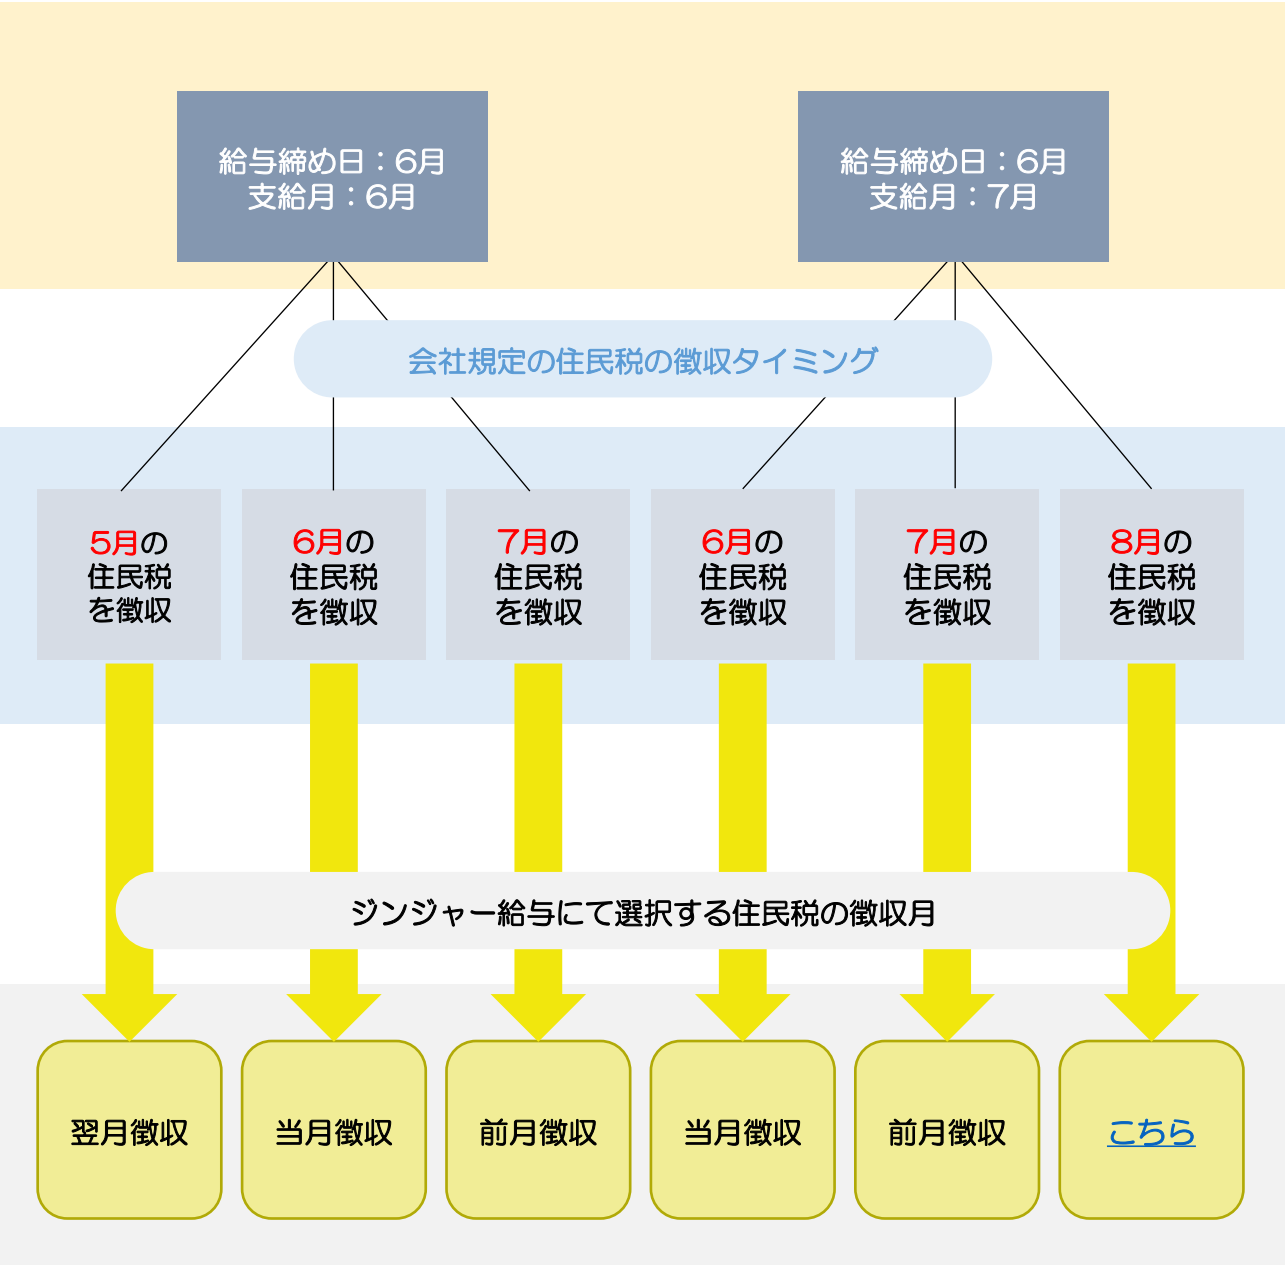 給与締め日：6月
支給月：6月
給与締め日：6月
支給月：7月
会社規定の住民税の徴収タイミング
5月の
住民税
を徴収
6月の
住民税
を徴収
7月の
住民税
を徴収
6月の
住民税
を徴収
7月の
住民税
を徴収
8月の
住民税
を徴収
ジンジャー給与にて選択する住民税の徴収月
翌月徴収
当月徴収
前月徴収
当月徴収
前月徴収
こちら